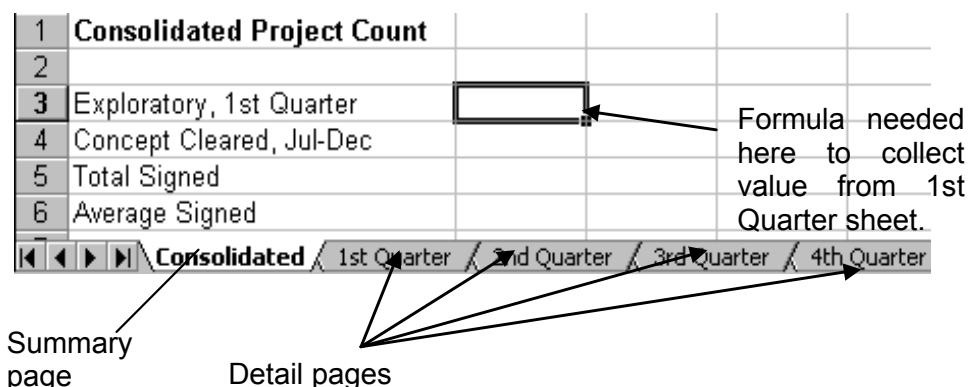 1 Consolidated Project Count
2
3 Exploratory, 1st Quarter
4 Concept Cleared, Jul-Dec
5 Total Signed
6 Average Signed
Formula needed
here to collect
value from 1st
Quarter sheet.
Consolidated 1st Quarter 2nd Quarter 3rd Quarter 4th Quarter
Summary
page
Detail pages